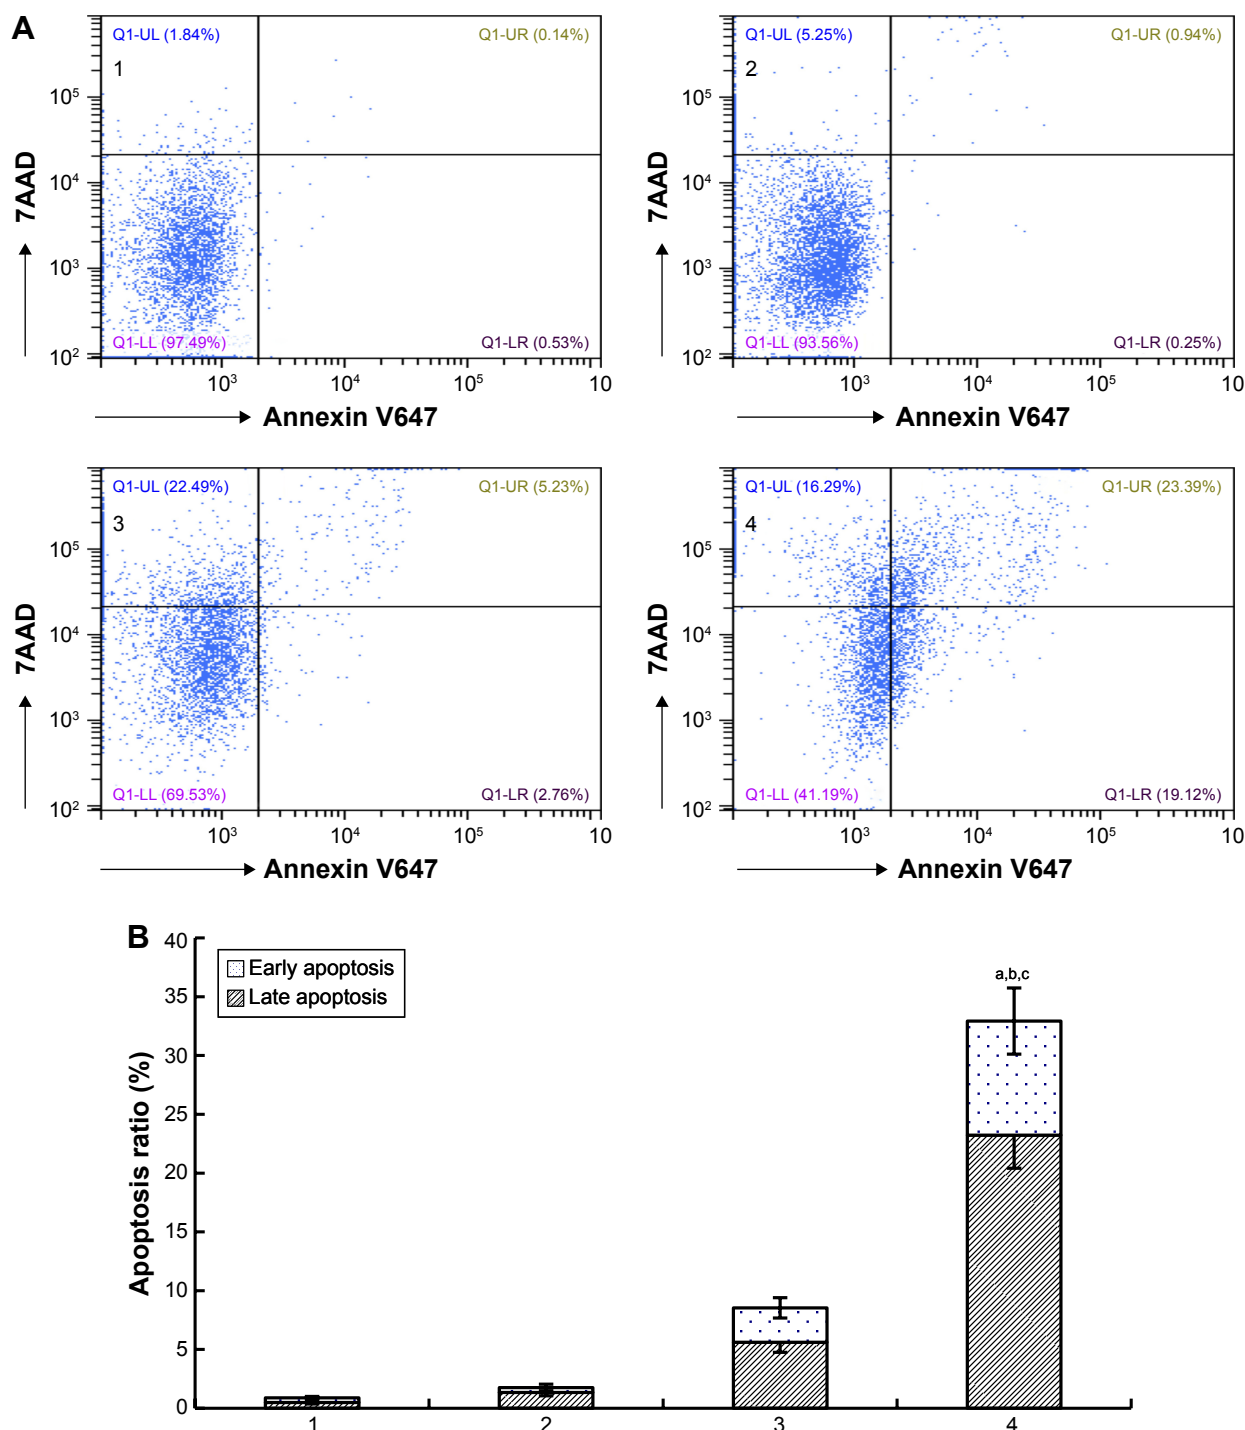 A
Q1-UL (1.84%) Q1-UR (0.14%)
1
10⁵
10⁴
10³
10²
7AAD
Q1-LL (97.49%) Q1-LR (0.53%)
10³ 10⁴ 10⁵ 10
Annexin V647
Q1-UL (5.25%) Q1-UR (0.94%)
2
10⁵
10⁴
10³
10²
7AAD
Q1-LL (93.56%) Q1-LR (0.25%)
10³ 10⁴ 10⁵ 10
Annexin V647
Q1-UL (22.49%) Q1-UR (5.23%)
3
10⁵
10⁴
10³
10²
7AAD
Q1-LL (69.53%) Q1-LR (2.76%)
10³ 10⁴ 10⁵ 10
Annexin V647
Q1-UL (16.29%) Q1-UR (23.39%)
4
10⁵
10⁴
10³
10²
7AAD
Q1-LL (41.19%) Q1-LR (19.12%)
10³ 10⁴ 10⁵ 10
Annexin V647
B
Apoptosis ratio (%)
40
35
30
25
20
15
10
5
0
Early apoptosis
Late apoptosis
a,b,c
1 2 3 4